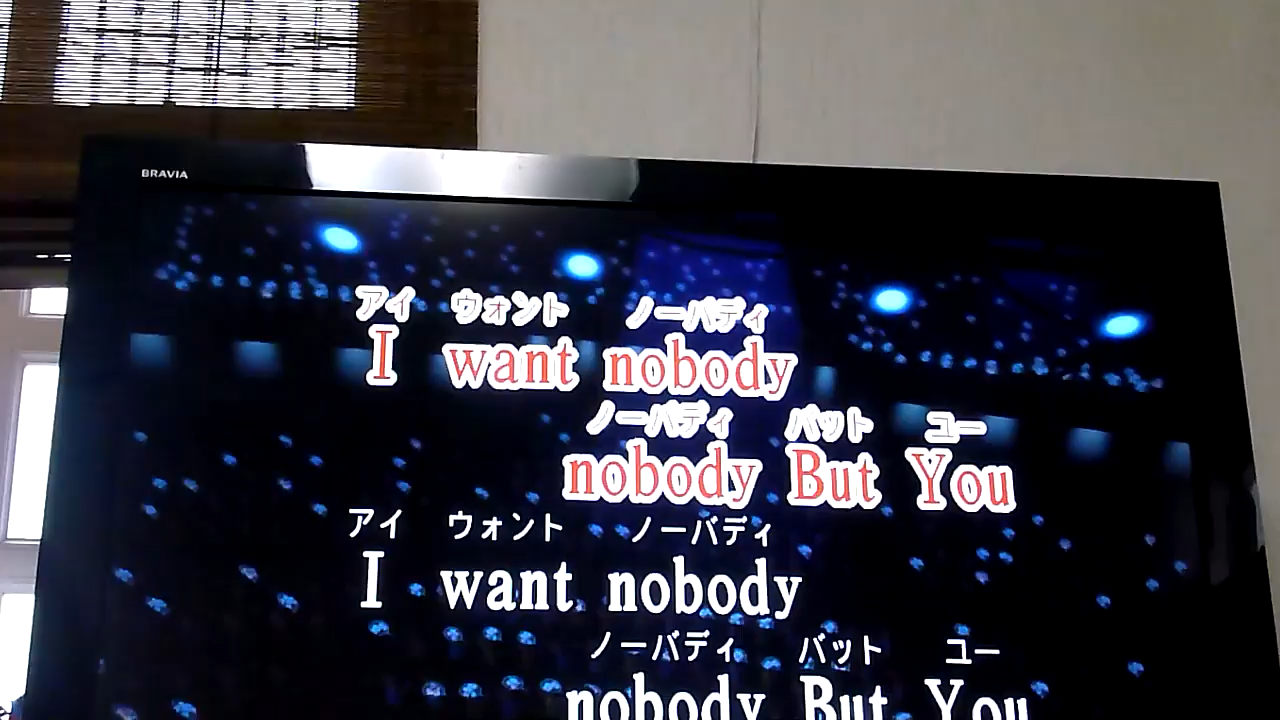 BRAVIA
アイ ウォント ノーバディ
I want nobody
ノーバディ バット ユー
nobody But You
アイ ウォント ノーバディ
I want nobody
ノーバディ バット ユー
nobody But You